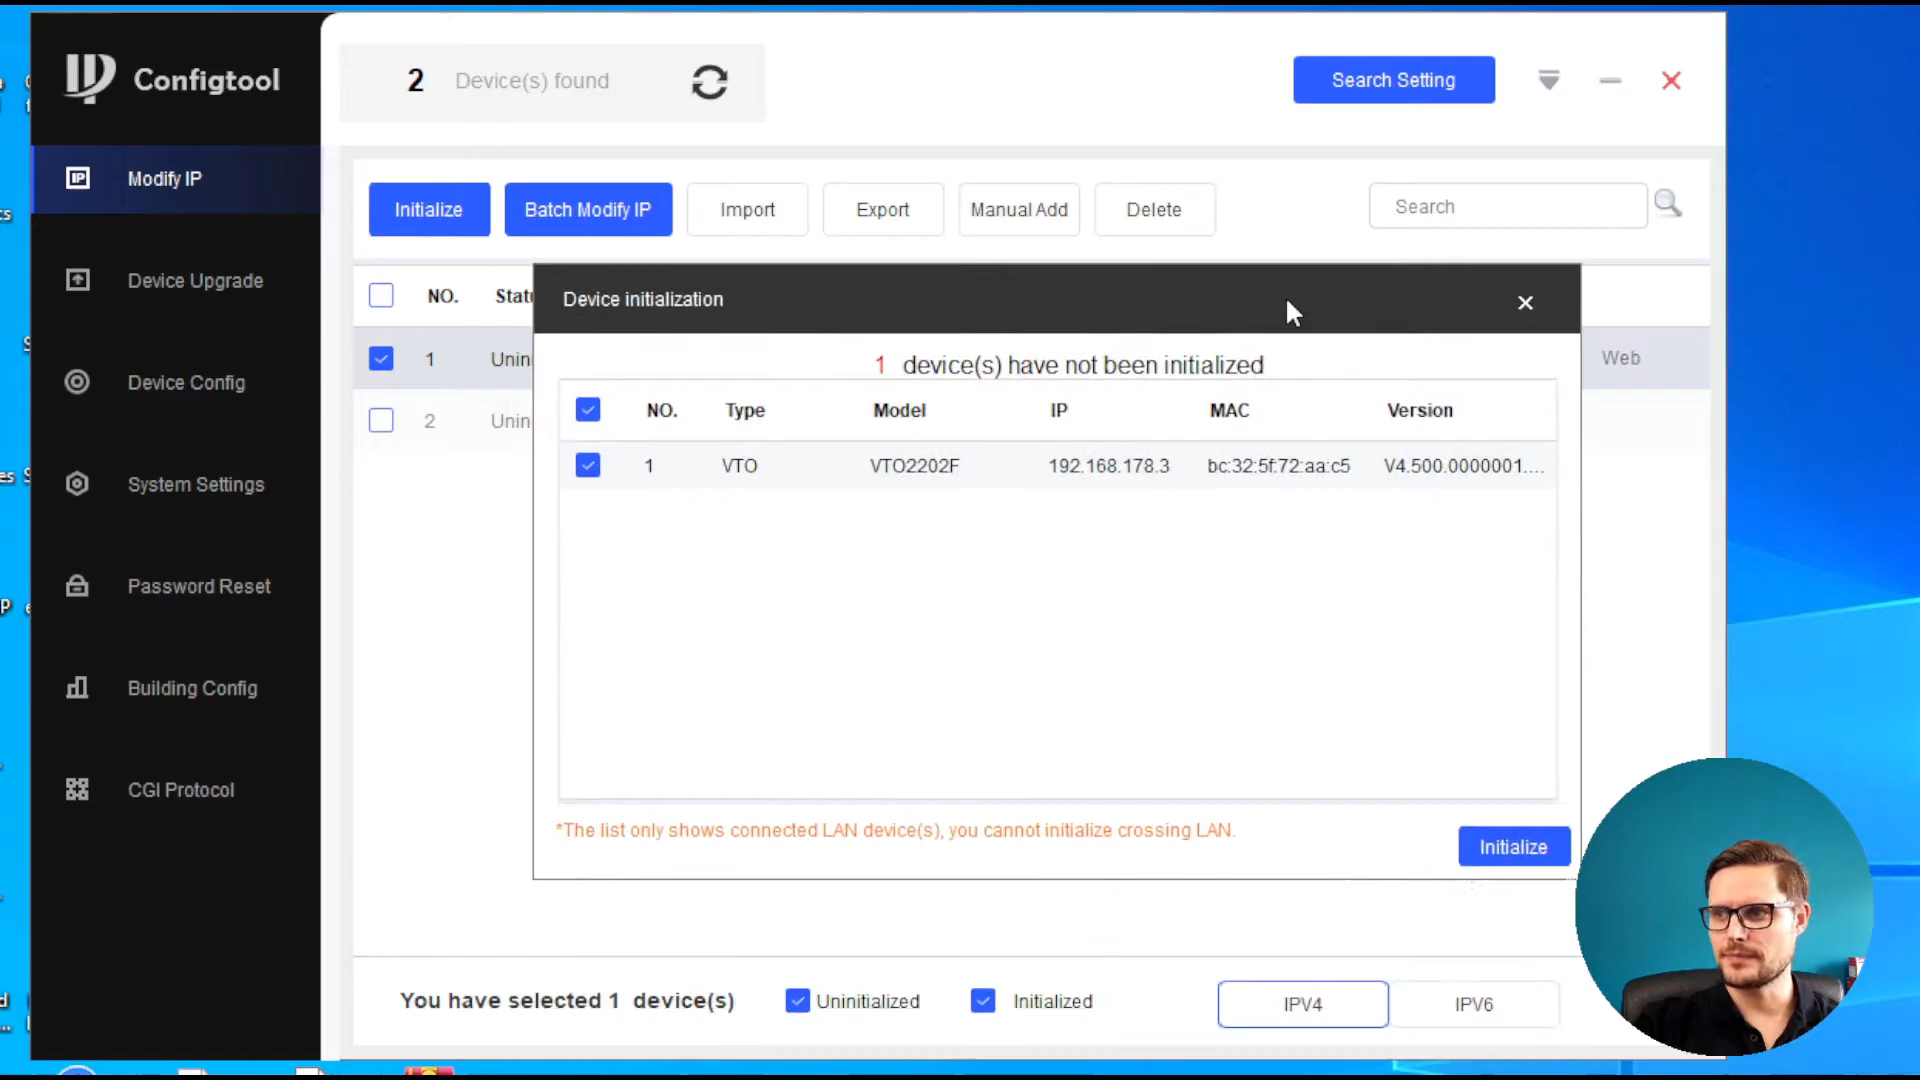 Configtool
2 Device(s) found
Search Setting
Modify IP
Device Upgrade
Device Config
System Settings
Password Reset
Building Config
CGI Protocol
Initialize Batch Modify IP Import Export Manual Add Delete Search
NO.
1 Web
2
Device initialization
1 device(s) have not been initialized
NO. Type Model IP MAC Version
1 VTO VTO2202F 192.168.178.3 bc:32:5f:72:aa:c5 V4.500.0000001....
*The list only shows connected LAN device(s), you cannot initialize crossing LAN.
Initialize
You have selected 1 device(s) Uninitialized Initialized IPV4 IPV6